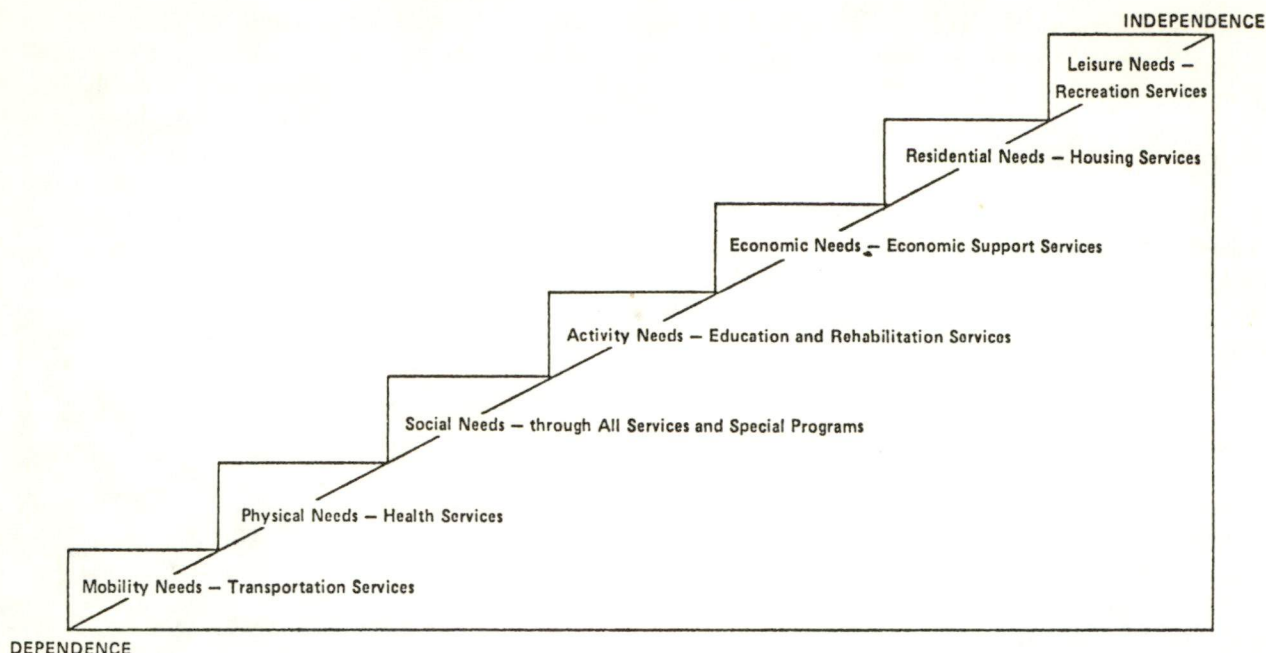 INDEPENDENCE
Leisure Needs —
Recreation Services
Residential Needs — Housing Services
Economic Needs — Economic Support Services
Activity Needs — Education and Rehabilitation Services
Social Needs — through All Services and Special Programs
Physical Needs — Health Services
Mobility Needs — Transportation Services
DEPENDENCE